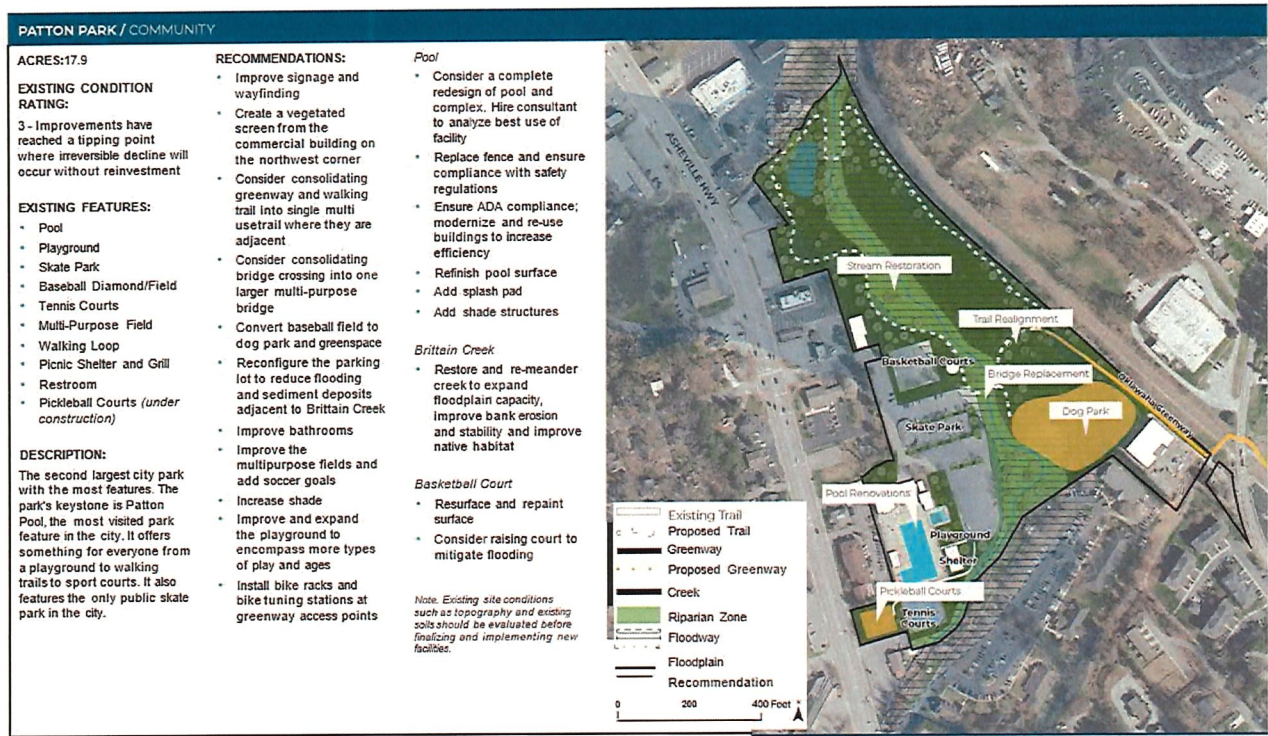 PATTON PARK / COMMUNITY
ACRES:17.9
EXISTING CONDITION
RATING:
3 - Improvements have
reached a tipping point
where irreversible decline will
occur without reinvestment
EXISTING FEATURES:
• Pool
• Playground
• Skate Park
• Baseball Diamond/Field
• Tennis Courts
• Multi-Purpose Field
• Walking Loop
• Picnic Shelter and Grill
• Restroom
• Pickleball Courts (under
construction)
DESCRIPTION:
The second largest city park
with the most features. The
park's keystone is Patton
Pool, the most visited park
feature in the city. It offers
something for everyone from
a playground to walking
trails to sport courts. It also
features the only public skate
park in the city.
RECOMMENDATIONS:
• Improve signage and
wayfinding
• Create a vegetated
screen from the
commercial building on
the northwest corner
• Consider consolidating
greenway and walking
trail into single multi
usetrail where they are
adjacent
• Consider consolidating
bridge crossing into one
larger multi-purpose
bridge
• Convert baseball field to
dog park and greenspace
• Reconfigure the parking
lot to reduce flooding
and sediment deposits
adjacent to Brittain Creek
• Improve bathrooms
• Improve the
multipurpose fields and
add soccer goals
• Increase shade
• Improve and expand
the playground to
encompass more types
of play and ages
• Install bike racks and
bike tuning stations at
greenway access points
Pool
• Consider a complete
redesign of pool and
complex. Hire consultant
to analyze best use of
facility
• Replace fence and ensure
compliance with safety
regulations
• Ensure ADA compliance;
modernize and re-use
buildings to increase
efficiency
• Refinish pool surface
• Add splash pad
• Add shade structures
Brittain Creek
• Restore and re-meander
creek to expand
floodplain capacity,
improve bank erosion
and stability and improve
native habitat
Basketball Court
• Resurface and repaint
surface
• Consider raising court to
mitigate flooding
Note. Existing site conditions
such as topography and existing
soils should be evaluated before
finalizing and implementing new
facilities.
ASHEVILLE HWY
Stream Restoration
Trail Realignment
Basketball Courts
Bridge Replacement
Oklawaha Greenway
Dog Park
Skate Park
Pool Renovations
Playground
Shelter
Pickleball Courts
Tennis
Courts
Existing Trail
Proposed Trail
Greenway
Proposed Greenway
Creek
Riparian Zone
Floodway
Floodplain
Recommendation
0 200 400 Feet